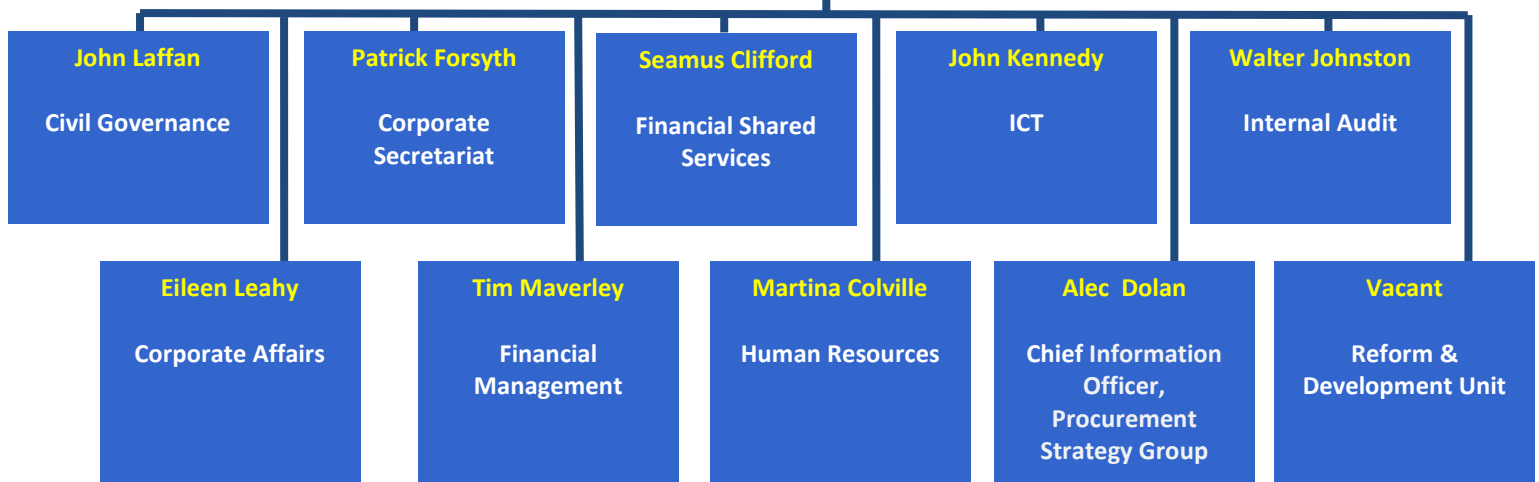 John Laffan
Civil Governance
Patrick Forsyth
Corporate
Secretariat
Seamus Clifford
Financial Shared
Services
John Kennedy
ICT
Walter Johnston
Internal Audit
Eileen Leahy
Corporate Affairs
Tim Maverley
Financial
Management
Martina Colville
Human Resources
Alec Dolan
Chief Information
Officer,
Procurement
Strategy Group
Vacant
Reform &
Development Unit